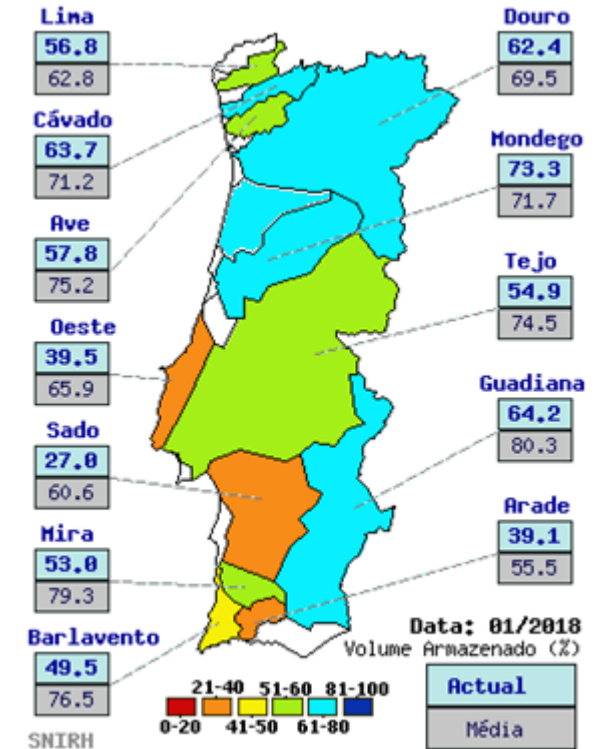 Lima
56.8
62.8
Cávado
63.7
71.2
Ave
57.8
75.2
Oeste
39.5
65.9
Sado
27.0
60.6
Mira
53.0
79.3
Barlavento
49.5
76.5
SNIRH
Douro
62.4
69.5
Mondego
73.3
71.7
Tejo
54.9
74.5
Guadiana
64.2
80.3
Arade
39.1
55.5
Data: 01/2018
Volume Armazenado (%)
21-40 51-60 81-100
0-20 41-50 61-80
Actual
Média